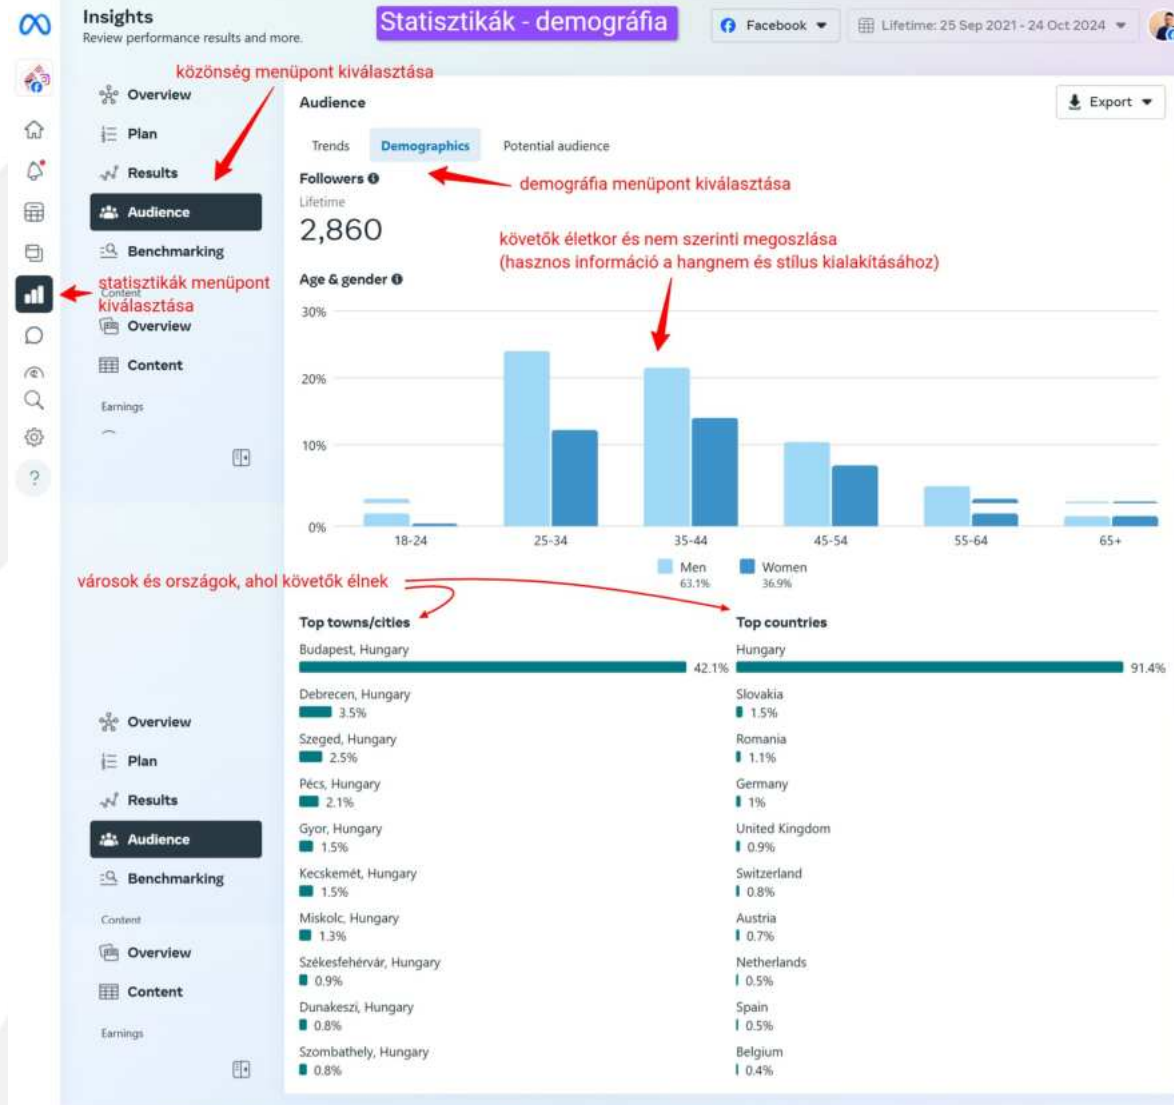 Insights
Review performance results and more.
Statisztikák - demográfia
Facebook
Lifetime: 25 Sep 2021 - 24 Oct 2024
közönség menüpont kiválasztása
Overview
Plan
Results
Audience
Benchmarking
statisztikák menüpont
kiválasztása
Content
Overview
Content
Earnings
?
Audience
Export
Trends
Demographics
Potential audience
demográfia menüpont kiválasztása
Followers
Lifetime
2,860
követők életkor és nem szerinti megoszlása
(hasznos információ a hangnem és stílus kialakításához)
Age & gender
30%
20%
10%
0%
18-24
25-34
35-44
45-54
55-64
65+
Men
63.1%
Women
36.9%
városok és országok, ahol követők élnek
Top towns/cities
Budapest, Hungary
42.1%
Debrecen, Hungary
3.5%
Szeged, Hungary
2.5%
Pécs, Hungary
2.1%
Gyor, Hungary
1.5%
Kecskemét, Hungary
1.5%
Miskolc, Hungary
1.3%
Székesfehérvár, Hungary
0.9%
Dunakeszi, Hungary
0.8%
Szombathely, Hungary
0.8%
Top countries
Hungary
91.4%
Slovakia
1.5%
Romania
1.1%
Germany
1%
United Kingdom
0.9%
Switzerland
0.8%
Austria
0.7%
Netherlands
0.5%
Spain
0.5%
Belgium
0.4%
Overview
Plan
Results
Audience
Benchmarking
Content
Overview
Content
Earnings